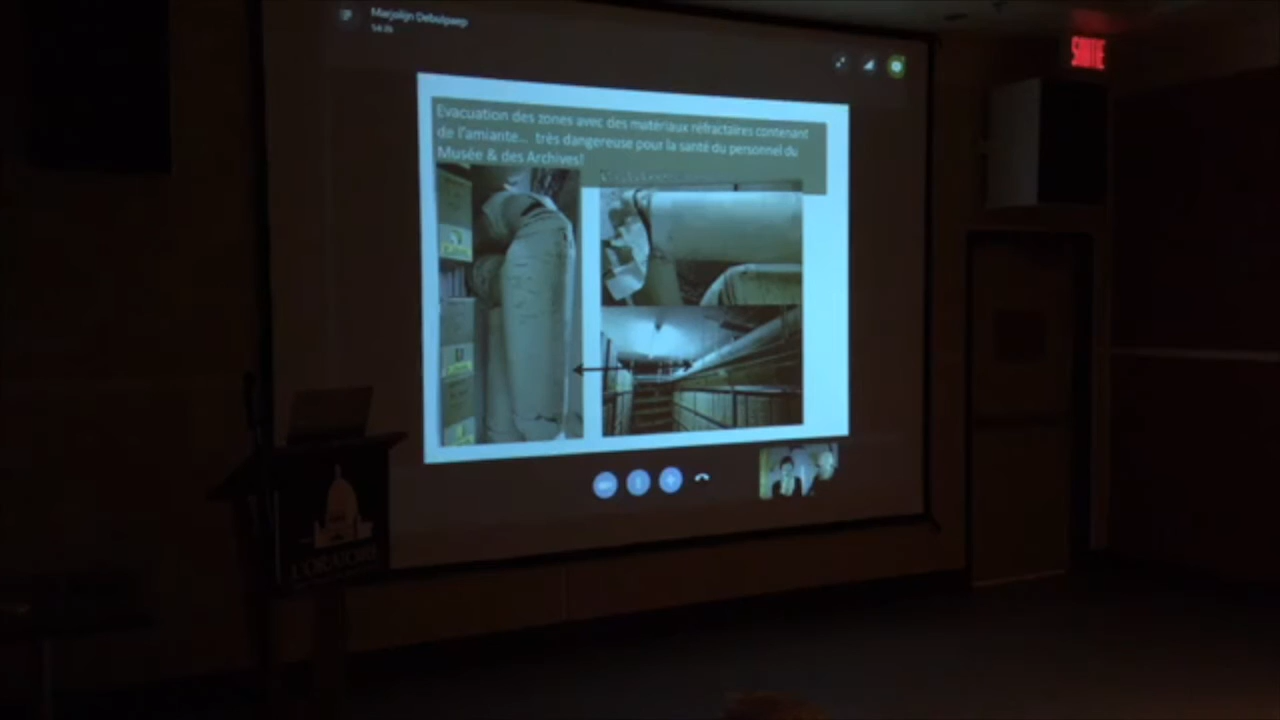 Marjolijn Debulpaep
SORTIE
Evacuation des zones avec des matériaux réfractaires contenant
de l'amiante... très dangereuse pour la santé du personnel du
Musée & des Archives!
L'ORATOIRE